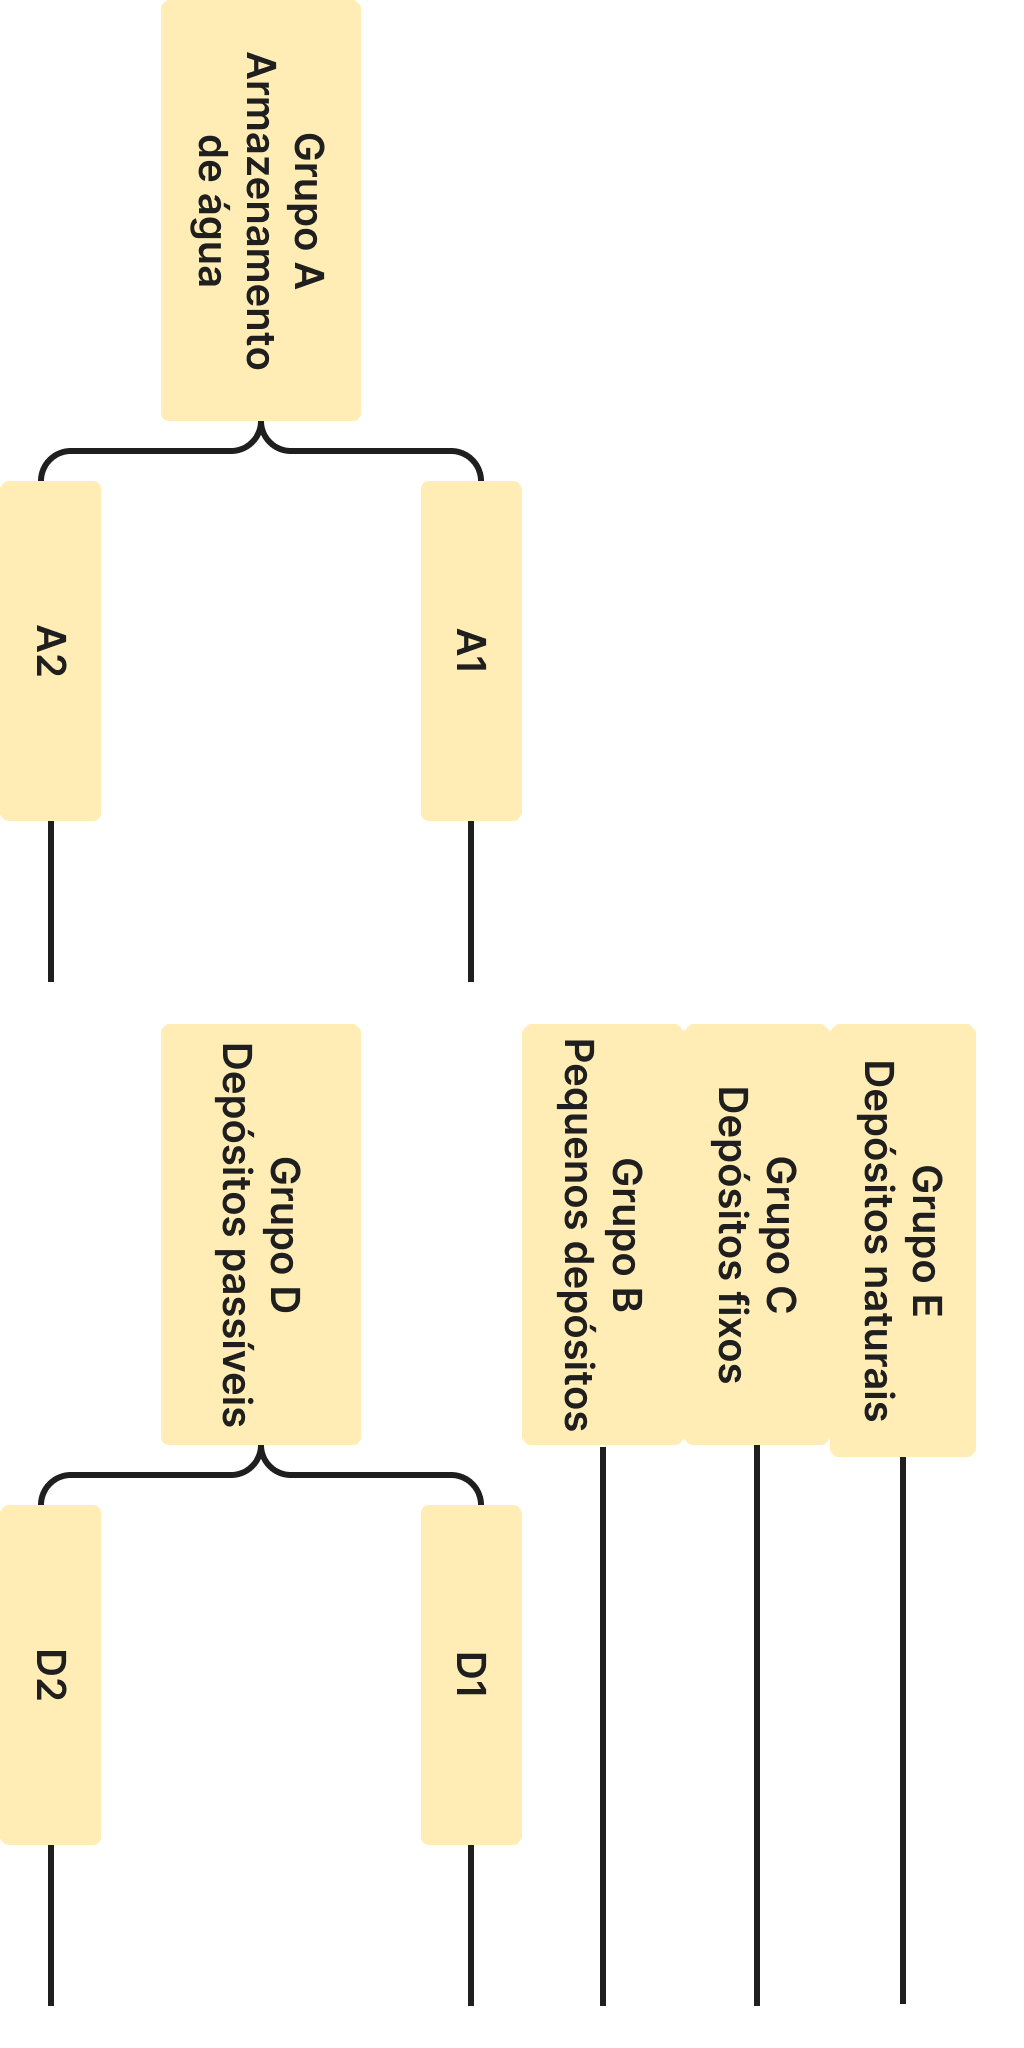 Grupo A
Armazenamento
de água
A1
A2
Grupo E
Depósitos naturais
Grupo C
Depósitos fixos
Grupo B
Pequenos depósitos
Grupo D
Depósitos passíveis
D1
D2